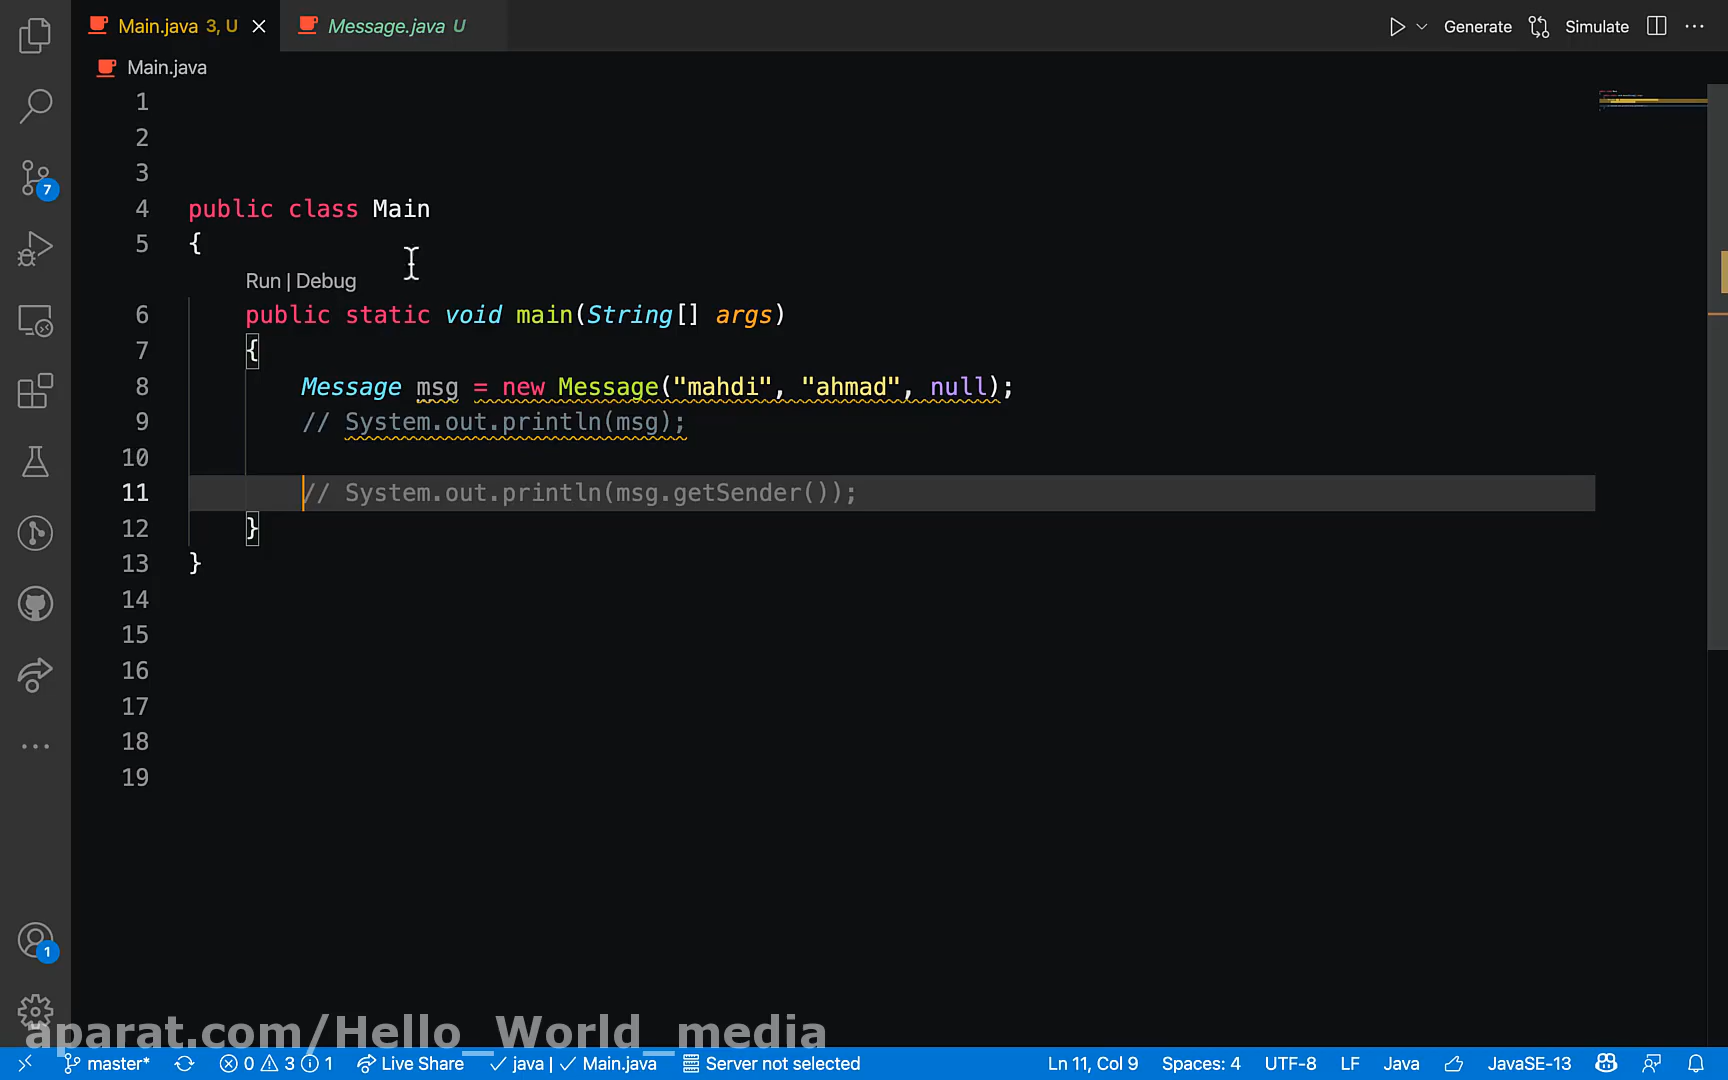 Main.java 3, U
Message.java U
Generate
Simulate
Main.java
1
2
3
4 public class Main
5 {
Run | Debug
6 public static void main(String[] args)
7 {
8 Message msg = new Message("mahdi", "ahmad", null);
9 // System.out.println(msg);
10
11 // System.out.println(msg.getSender());
12 }
13 }
14
15
16
17
18
19
7
1
aparat.com/Hello_World_media
master* 0 3 1 Live Share java | Main.java Server not selected Ln 11, Col 9 Spaces: 4 UTF-8 LF Java JavaSE-13